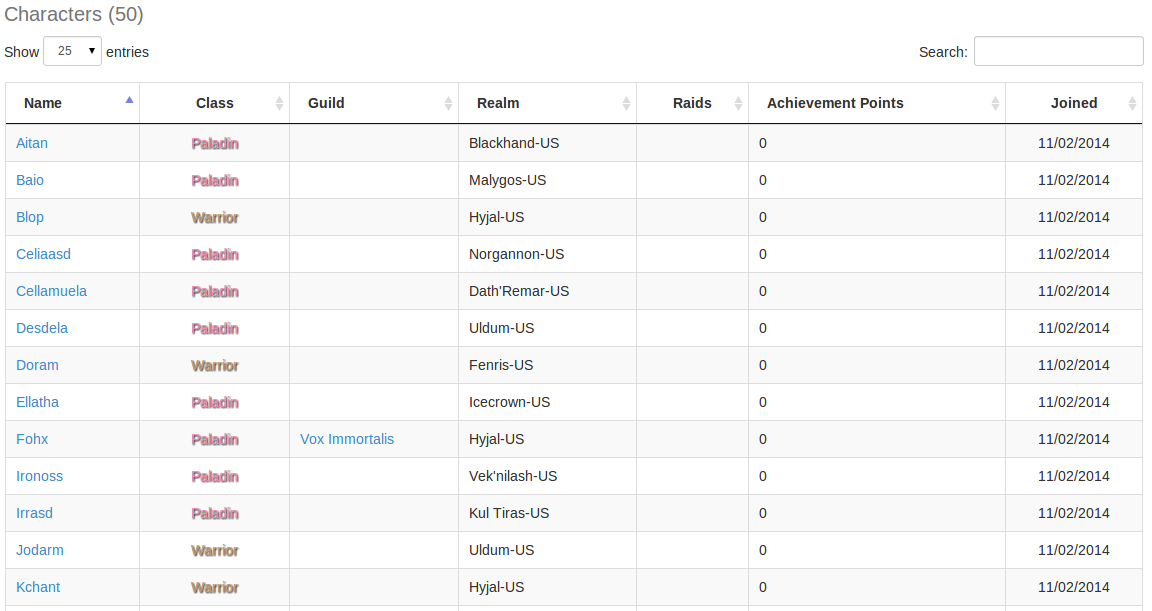 Characters (50)
Show 25 entries Search:
Name Class Guild Realm Raids Achievement Points Joined
Aitan Paladin Blackhand-US 0 11/02/2014
Baio Paladin Malygos-US 0 11/02/2014
Blop Warrior Hyjal-US 0 11/02/2014
Celiaasd Paladin Norgannon-US 0 11/02/2014
Cellamuela Paladin Dath'Remar-US 0 11/02/2014
Desdela Paladin Uldum-US 0 11/02/2014
Doram Warrior Fenris-US 0 11/02/2014
Ellatha Paladin Icecrown-US 0 11/02/2014
Fohx Paladin Vox Immortalis Hyjal-US 0 11/02/2014
Ironoss Paladin Vek'nilash-US 0 11/02/2014
Irrasd Paladin Kul Tiras-US 0 11/02/2014
Jodarm Warrior Uldum-US 0 11/02/2014
Kchant Warrior Hyjal-US 0 11/02/2014